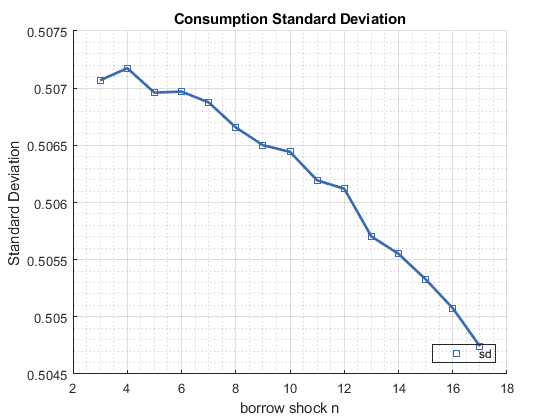 Consumption Standard Deviation
0.5075
0.507
0.5065
0.506
0.5055
0.505
0.5045
Standard Deviation
sd
2 4 6 8 10 12 14 16 18
borrow shock n